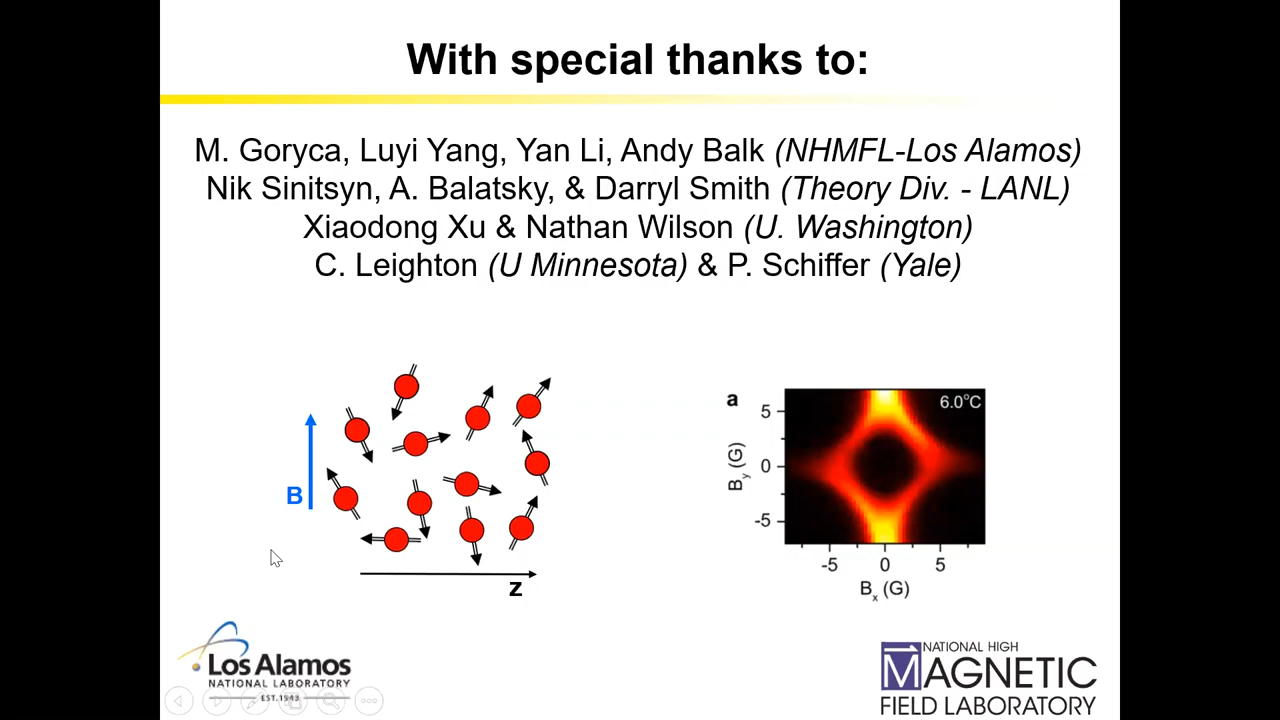 With special thanks to:
M. Goryca, Luyi Yang, Yan Li, Andy Balk (NHMFL-Los Alamos)
Nik Sinitsyn, A. Balatsky, & Darryl Smith (Theory Div. - LANL)
Xiaodong Xu & Nathan Wilson (U. Washington)
C. Leighton (U Minnesota) & P. Schiffer (Yale)
B
z
a
6.0°C
5
0
-5
By (G)
-5 0 5
Bx (G)
Los Alamos
NATIONAL LABORATORY
EST.1943
NATIONAL HIGH
MAGNETIC
FIELD LABORATORY